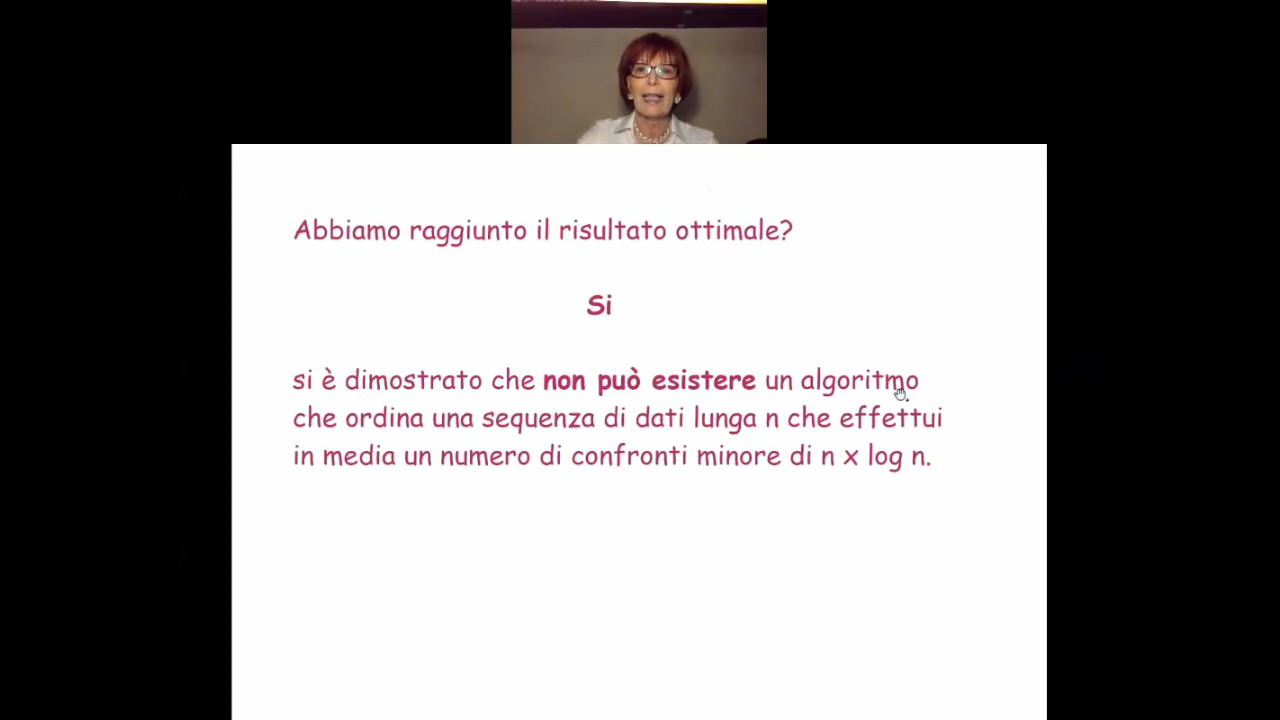 Abbiamo raggiunto il risultato ottimale?
Si
si è dimostrato che non può esistere un algoritmo
che ordina una sequenza di dati lunga n che effettui
in media un numero di confronti minore di n x log n.